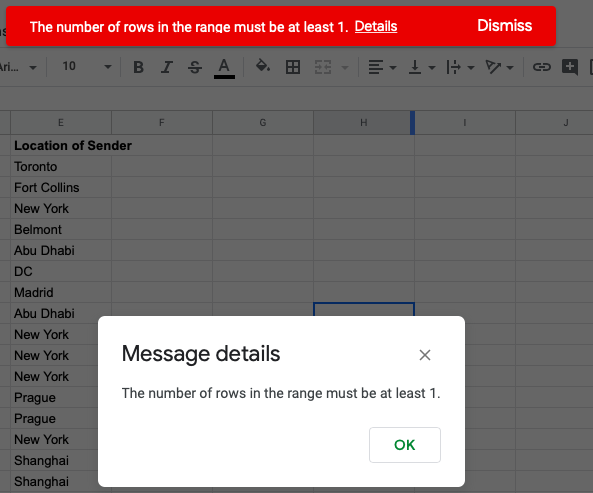 The number of rows in the range must be at least 1. Details Dismiss
Ari... 10 B I S A
E F G H I J
Location of Sender
Toronto
Fort Collins
New York
Belmont
Abu Dhabi
DC
Madrid
Abu Dhabi
New York
New York
New York
Prague
Prague
New York
Shanghai
Shanghai
Message details
The number of rows in the range must be at least 1.
OK